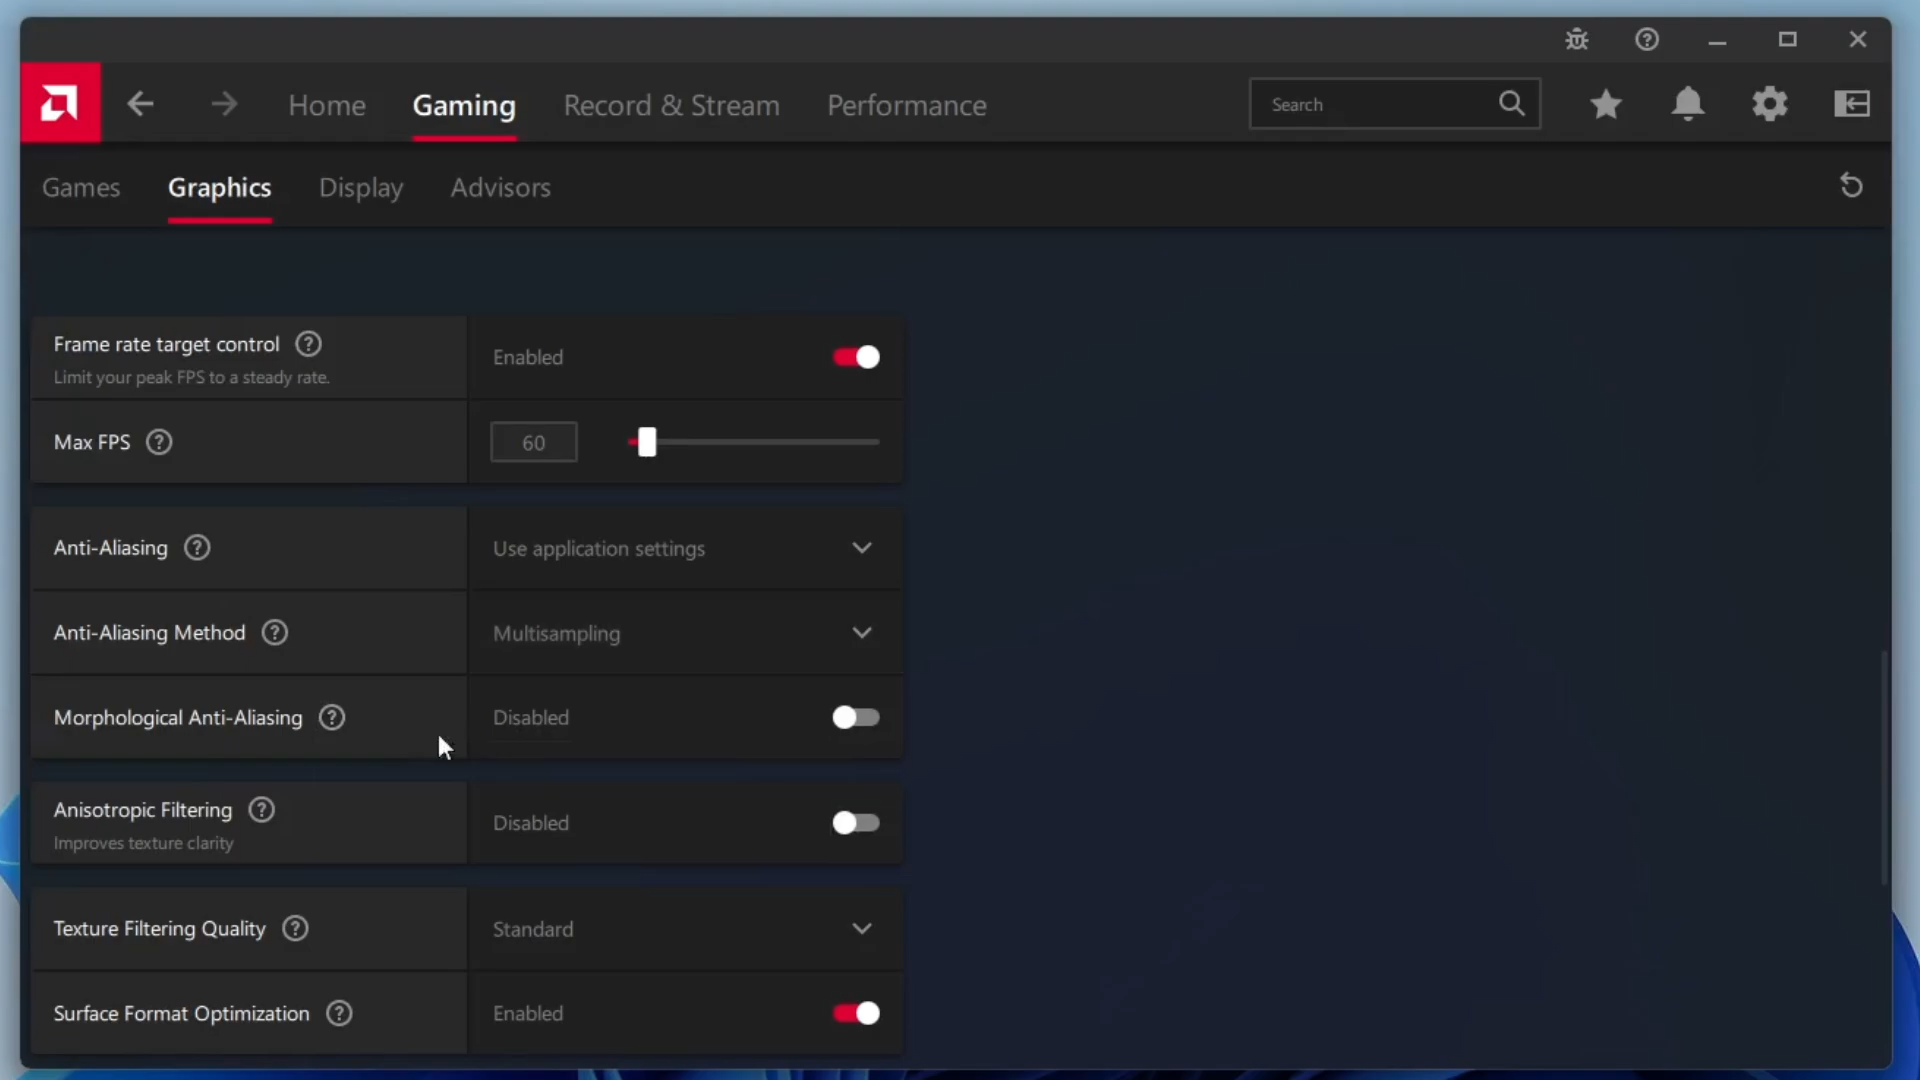 Home
Gaming
Record & Stream
Performance
Search
Games
Graphics
Display
Advisors
Frame rate target control
Limit your peak FPS to a steady rate.
Enabled
Max FPS
60
Anti-Aliasing
Use application settings
Anti-Aliasing Method
Multisampling
Morphological Anti-Aliasing
Disabled
Anisotropic Filtering
Improves texture clarity
Disabled
Texture Filtering Quality
Standard
Surface Format Optimization
Enabled